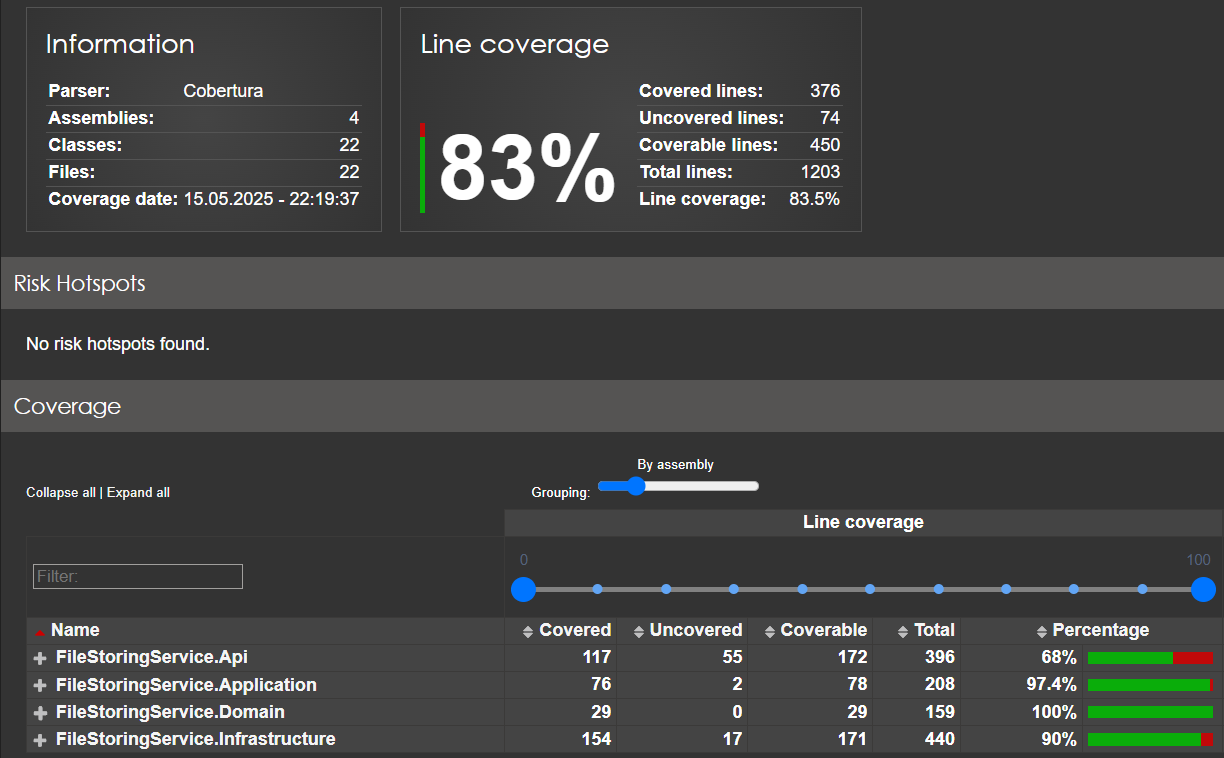 Information
Parser: Cobertura
Assemblies: 4
Classes: 22
Files: 22
Coverage date: 15.05.2025 - 22:19:37
Line coverage
83%
Covered lines: 376
Uncovered lines: 74
Coverable lines: 450
Total lines: 1203
Line coverage: 83.5%
Risk Hotspots
No risk hotspots found.
Coverage
Collapse all | Expand all
By assembly
Grouping:
Line coverage
Filter:
0 100
Name Covered Uncovered Coverable Total Percentage
FileStoringService.Api 117 55 172 396 68%
FileStoringService.Application 76 2 78 208 97.4%
FileStoringService.Domain 29 0 29 159 100%
FileStoringService.Infrastructure 154 17 171 440 90%